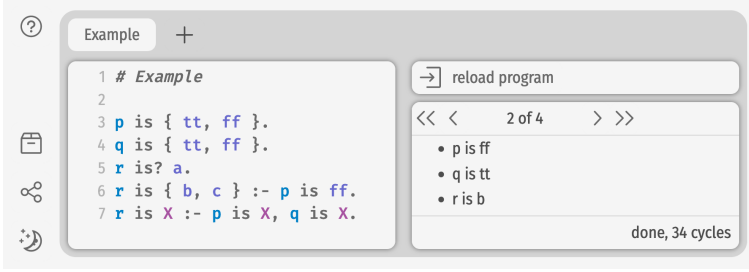 Example +
1 # Example
2
3 p is { tt, ff }.
4 q is { tt, ff }.
5 r is? a.
6 r is { b, c } :- p is ff.
7 r is X :- p is X, q is X.
reload program
<< < 2 of 4 > >>
• p is ff
• q is tt
• r is b
done, 34 cycles